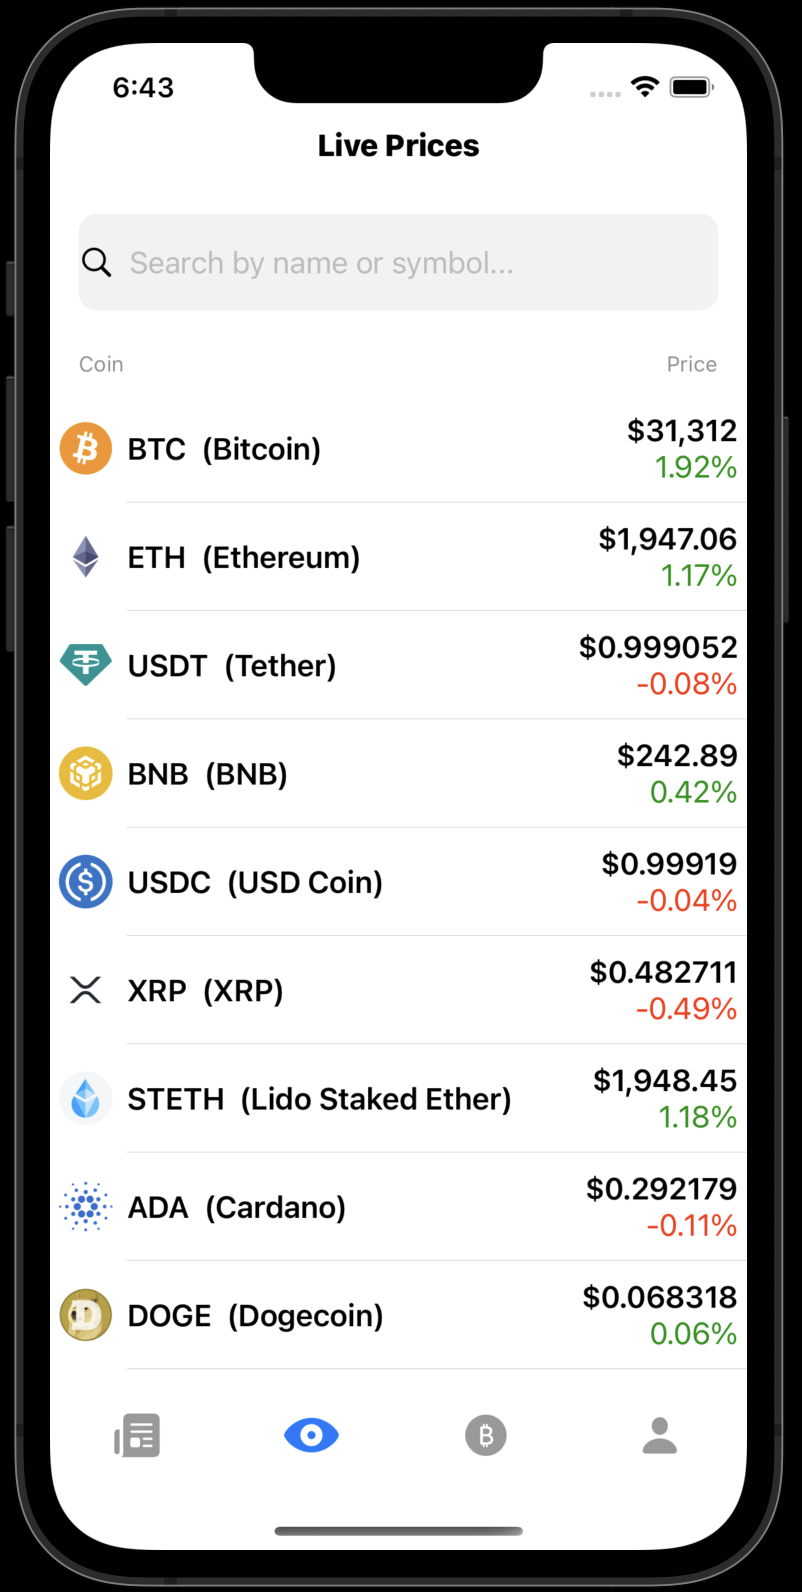 6:43
Live Prices
Search by name or symbol...
Coin Price
BTC (Bitcoin) $31,312
1.92%
ETH (Ethereum) $1,947.06
1.17%
USDT (Tether) $0.999052
-0.08%
BNB (BNB) $242.89
0.42%
USDC (USD Coin) $0.99919
-0.04%
XRP (XRP) $0.482711
-0.49%
STETH (Lido Staked Ether) $1,948.45
1.18%
ADA (Cardano) $0.292179
-0.11%
DOGE (Dogecoin) $0.068318
0.06%